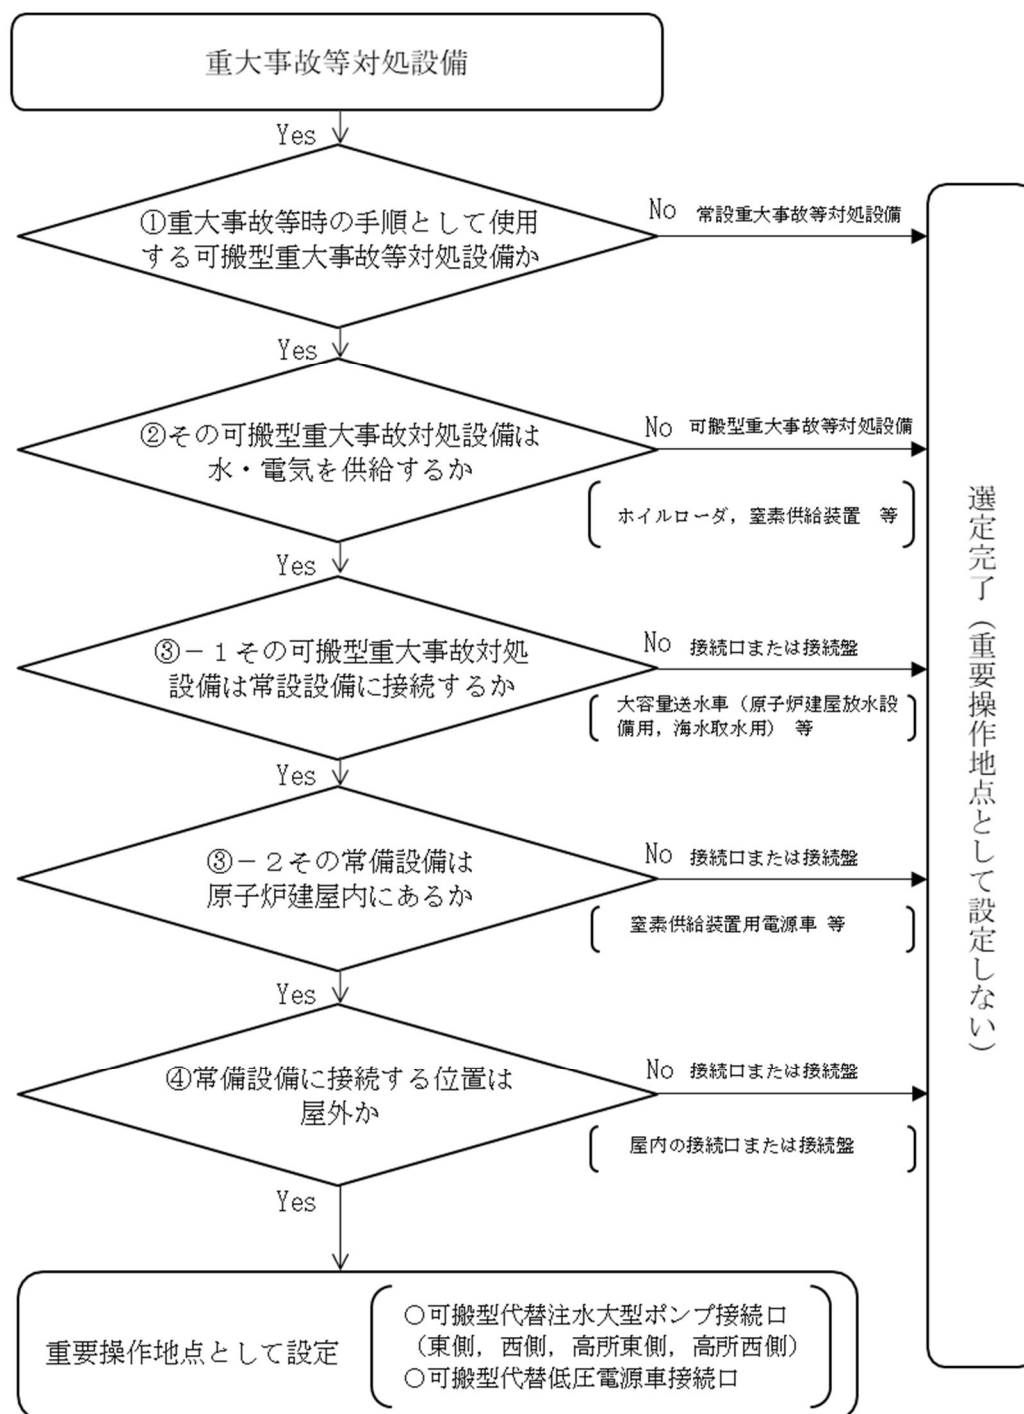 重大事故等対処設備
Yes
①重大事故等時の手順として使用
する可搬型重大事故等対処設備か
No 常設重大事故等対処設備
Yes
②その可搬型重大事故対処設備は
水・電気を供給するか
No 可搬型重大事故等対処設備
ホイルローダ，窒素供給装置 等
Yes
③－１その可搬型重大事故対処
設備は常設設備に接続するか
No 接続口または接続盤
大容量送水車（原子炉建屋放水設
備用，海水取水用） 等
Yes
③－２その常備設備は
原子炉建屋内にあるか
No 接続口または接続盤
窒素供給装置用電源車 等
Yes
④常備設備に接続する位置は
屋外か
No 接続口または接続盤
屋内の接続口または接続盤
Yes
重要操作地点として設定
○可搬型代替注水大型ポンプ接続口
（東側，西側，高所東側，高所西側）
○可搬型代替低圧電源車接続口
選定完了（重要操作地点として設定しない）